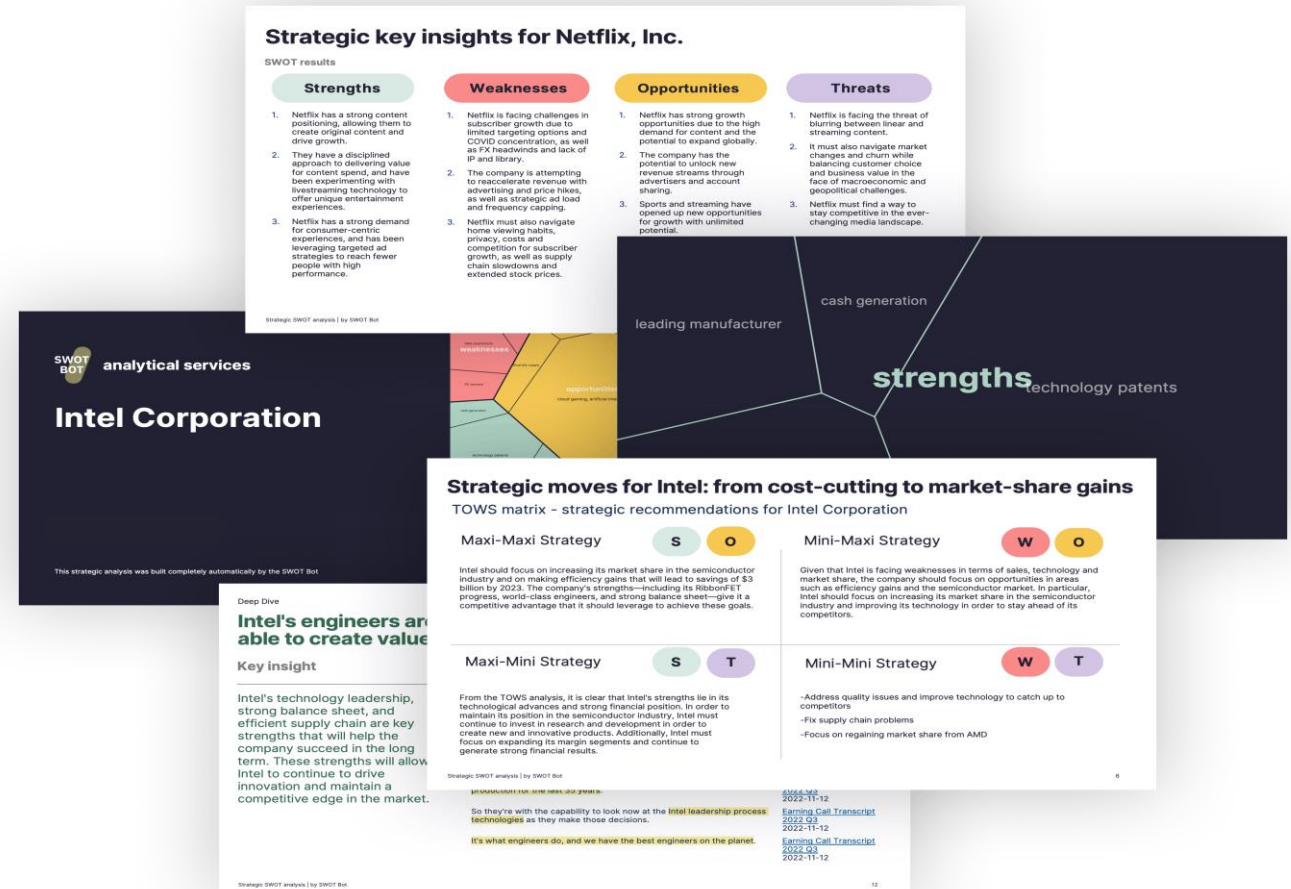 Strategic key insights for Netflix, Inc.
SWOT results
Strengths
1. Netflix has a strong content
positioning, allowing them to
create original content and
drive growth.
2. They have a disciplined
approach to delivering value
for content spend, and have
been experimenting with
livestreaming technology to
offer unique entertainment
experiences.
3. Netflix has a strong demand
for consumer-centric
experiences, and has been
leveraging targeted ad
strategies to reach fewer
people with high
performance.
Weaknesses
1. Netflix is facing challenges in
subscriber growth due to
limited targeting options and
COVID concentration, as well
as FX headwinds and lack of
IP and library.
2. The company is attempting
to reaccelerate revenue with
advertising and price hikes,
as well as strategic ad load
and frequency capping.
3. Netflix must also navigate
home viewing habits,
privacy, costs and
competition for subscriber
growth, as well as supply
chain slowdowns and
extended stock prices.
Opportunities
1. Netflix has strong growth
opportunities due to the high
demand for content and the
potential to expand globally.
2. The company has the
potential to unlock new
revenue streams through
advertisers and account
sharing.
3. Sports and streaming have
opened up new opportunities
for growth with unlimited
potential.
Threats
1. Netflix is facing the threat of
blurring between linear and
streaming content.
2. It must also navigate market
changes and churn while
balancing customer choice
and business value in the
face of macroeconomic and
geopolitical challenges.
3. Netflix must find a way to
stay competitive in the ever-
changing media landscape.
Strategic SWOT analysis | by SWOT Bot
SWOT
BOT
analytical services
Intel Corporation
This strategic analysis was built completely automatically by the SWOT Bot
weaknesses
opportunities
technology patents
leading manufacturer
cash generation
strengths
technology patents
Strategic moves for Intel: from cost-cutting to market-share gains
TOWS matrix - strategic recommendations for Intel Corporation
Maxi-Maxi Strategy
S O
Intel should focus on increasing its market share in the semiconductor
industry and on making efficiency gains that will lead to savings of $3
billion by 2023. The company's strengths—including its RibbonFET
progress, world-class engineers, and strong balance sheet—give it a
competitive advantage that it should leverage to achieve these goals.
Mini-Maxi Strategy
W O
Given that Intel is facing weaknesses in terms of sales, technology and
market share, the company should focus on opportunities in areas
such as efficiency gains and the semiconductor market. In particular,
Intel should focus on increasing its market share in the semiconductor
industry and improving its technology in order to stay ahead of its
competitors.
Maxi-Mini Strategy
S T
From the TOWS analysis, it is clear that Intel's strengths lie in its
technological advances and strong financial position. In order to
maintain its position in the semiconductor industry, Intel must
continue to invest in research and development in order to
create new and innovative products. Additionally, Intel must
focus on expanding its margin segments and continue to
generate strong financial results.
Mini-Mini Strategy
W T
-Address quality issues and improve technology to catch up to
competitors
-Fix supply chain problems
-Focus on regaining market share from AMD
Strategic SWOT analysis | by SWOT Bot
6
Deep Dive
Intel's engineers are
able to create value
Key insight
Intel's technology leadership,
strong balance sheet, and
efficient supply chain are key
strengths that will help the
company succeed in the long
term. These strengths will allow
Intel to continue to drive
innovation and maintain a
competitive edge in the market.
production for the last 35 years.
2022 Q3
2022-11-12
So they're with the capability to look now at the Intel leadership process
technologies as they make those decisions.
Earning Call Transcript
2022 Q3
2022-11-12
It's what engineers do, and we have the best engineers on the planet.
Earning Call Transcript
2022 Q3
2022-11-12
Strategic SWOT analysis | by SWOT Bot
12